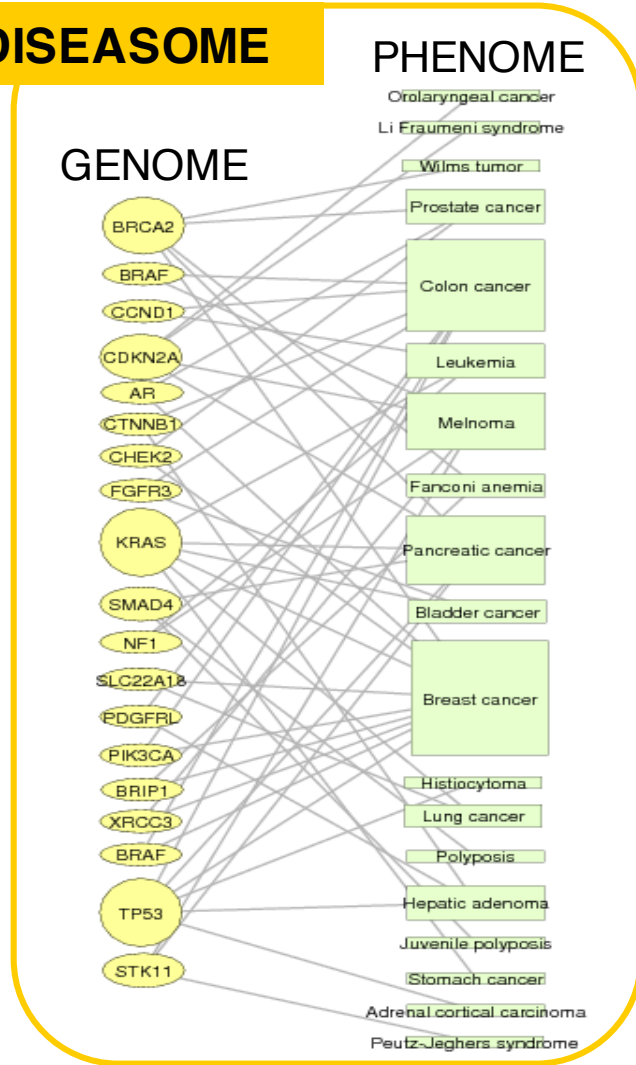 DISEASOME
PHENOME
GENOME
Orolaryngeal cancer
Li Fraumeni syndrome
Wilms tumor
Prostate cancer
Colon cancer
Leukemia
Melnoma
Fanconi anemia
Pancreatic cancer
Bladder cancer
Breast cancer
Histiocytoma
Lung cancer
Polyposis
Hepatic adenoma
Juvenile polyposis
Stomach cancer
Adrenal cortical carcinoma
Peutz-Jeghers syndrome
BRCA2
BRAF
CCND1
CDKN2A
AR
CTNNB1
CHEK2
FGFR3
KRAS
SMAD4
NF1
SLC22A18
PDGFRL
PIK3CA
BRIP1
XRCC3
BRAF
TP53
STK11